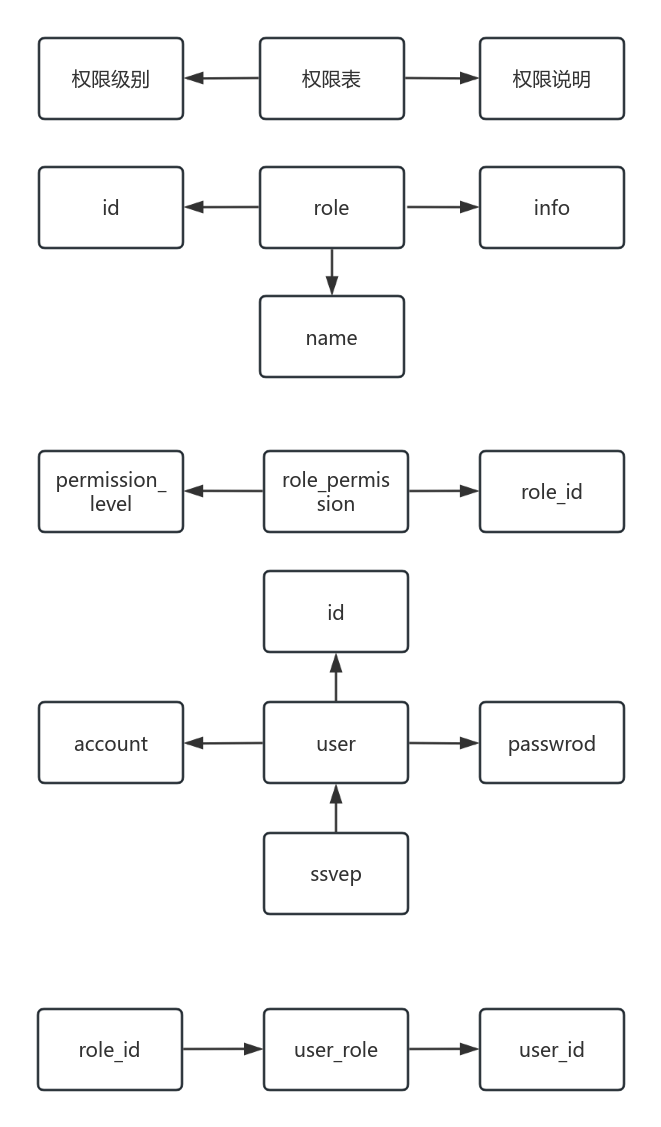 权限级别
权限表
权限说明
id
role
info
name
permission_
level
role_permis
sion
role_id
id
account
user
passwrod
ssvep
role_id
user_role
user_id